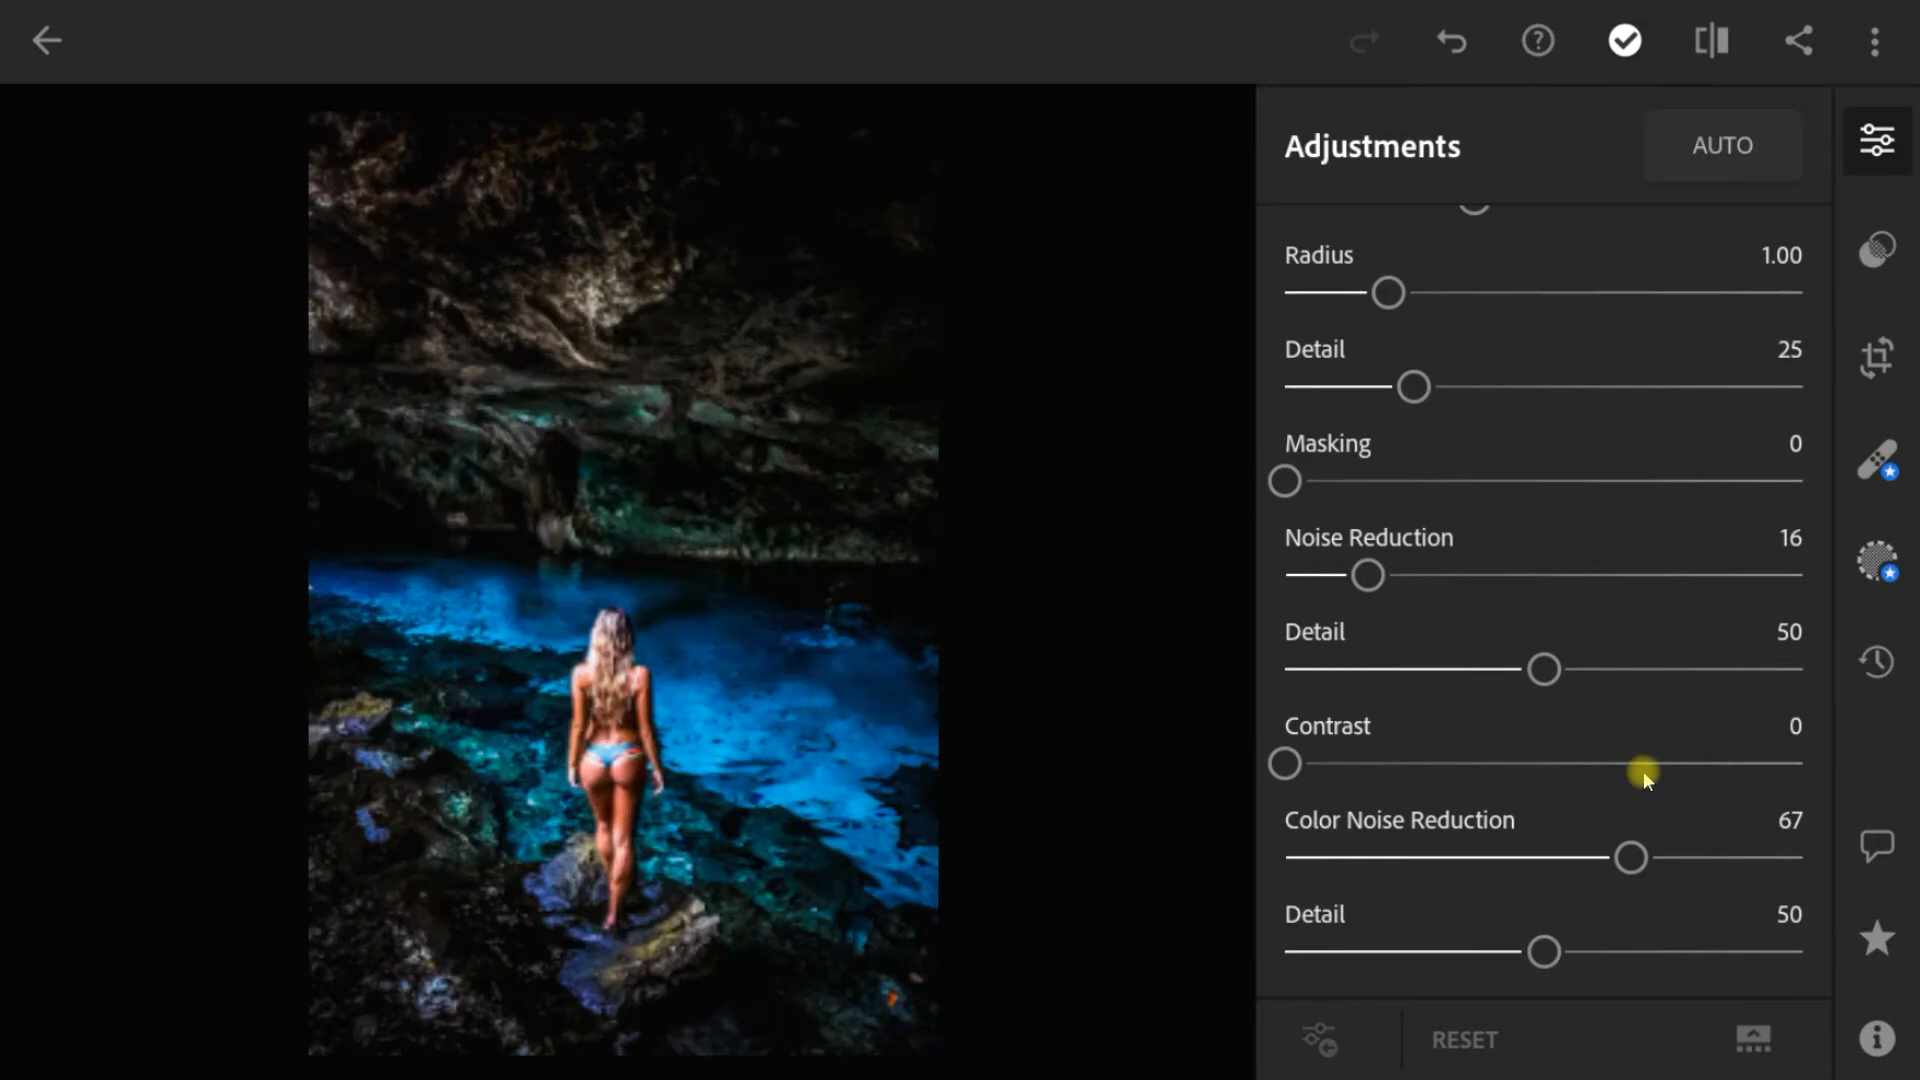 Adjustments
AUTO
Radius 1.00
Detail 25
Masking 0
Noise Reduction 16
Detail 50
Contrast 0
Color Noise Reduction 67
Detail 50
RESET